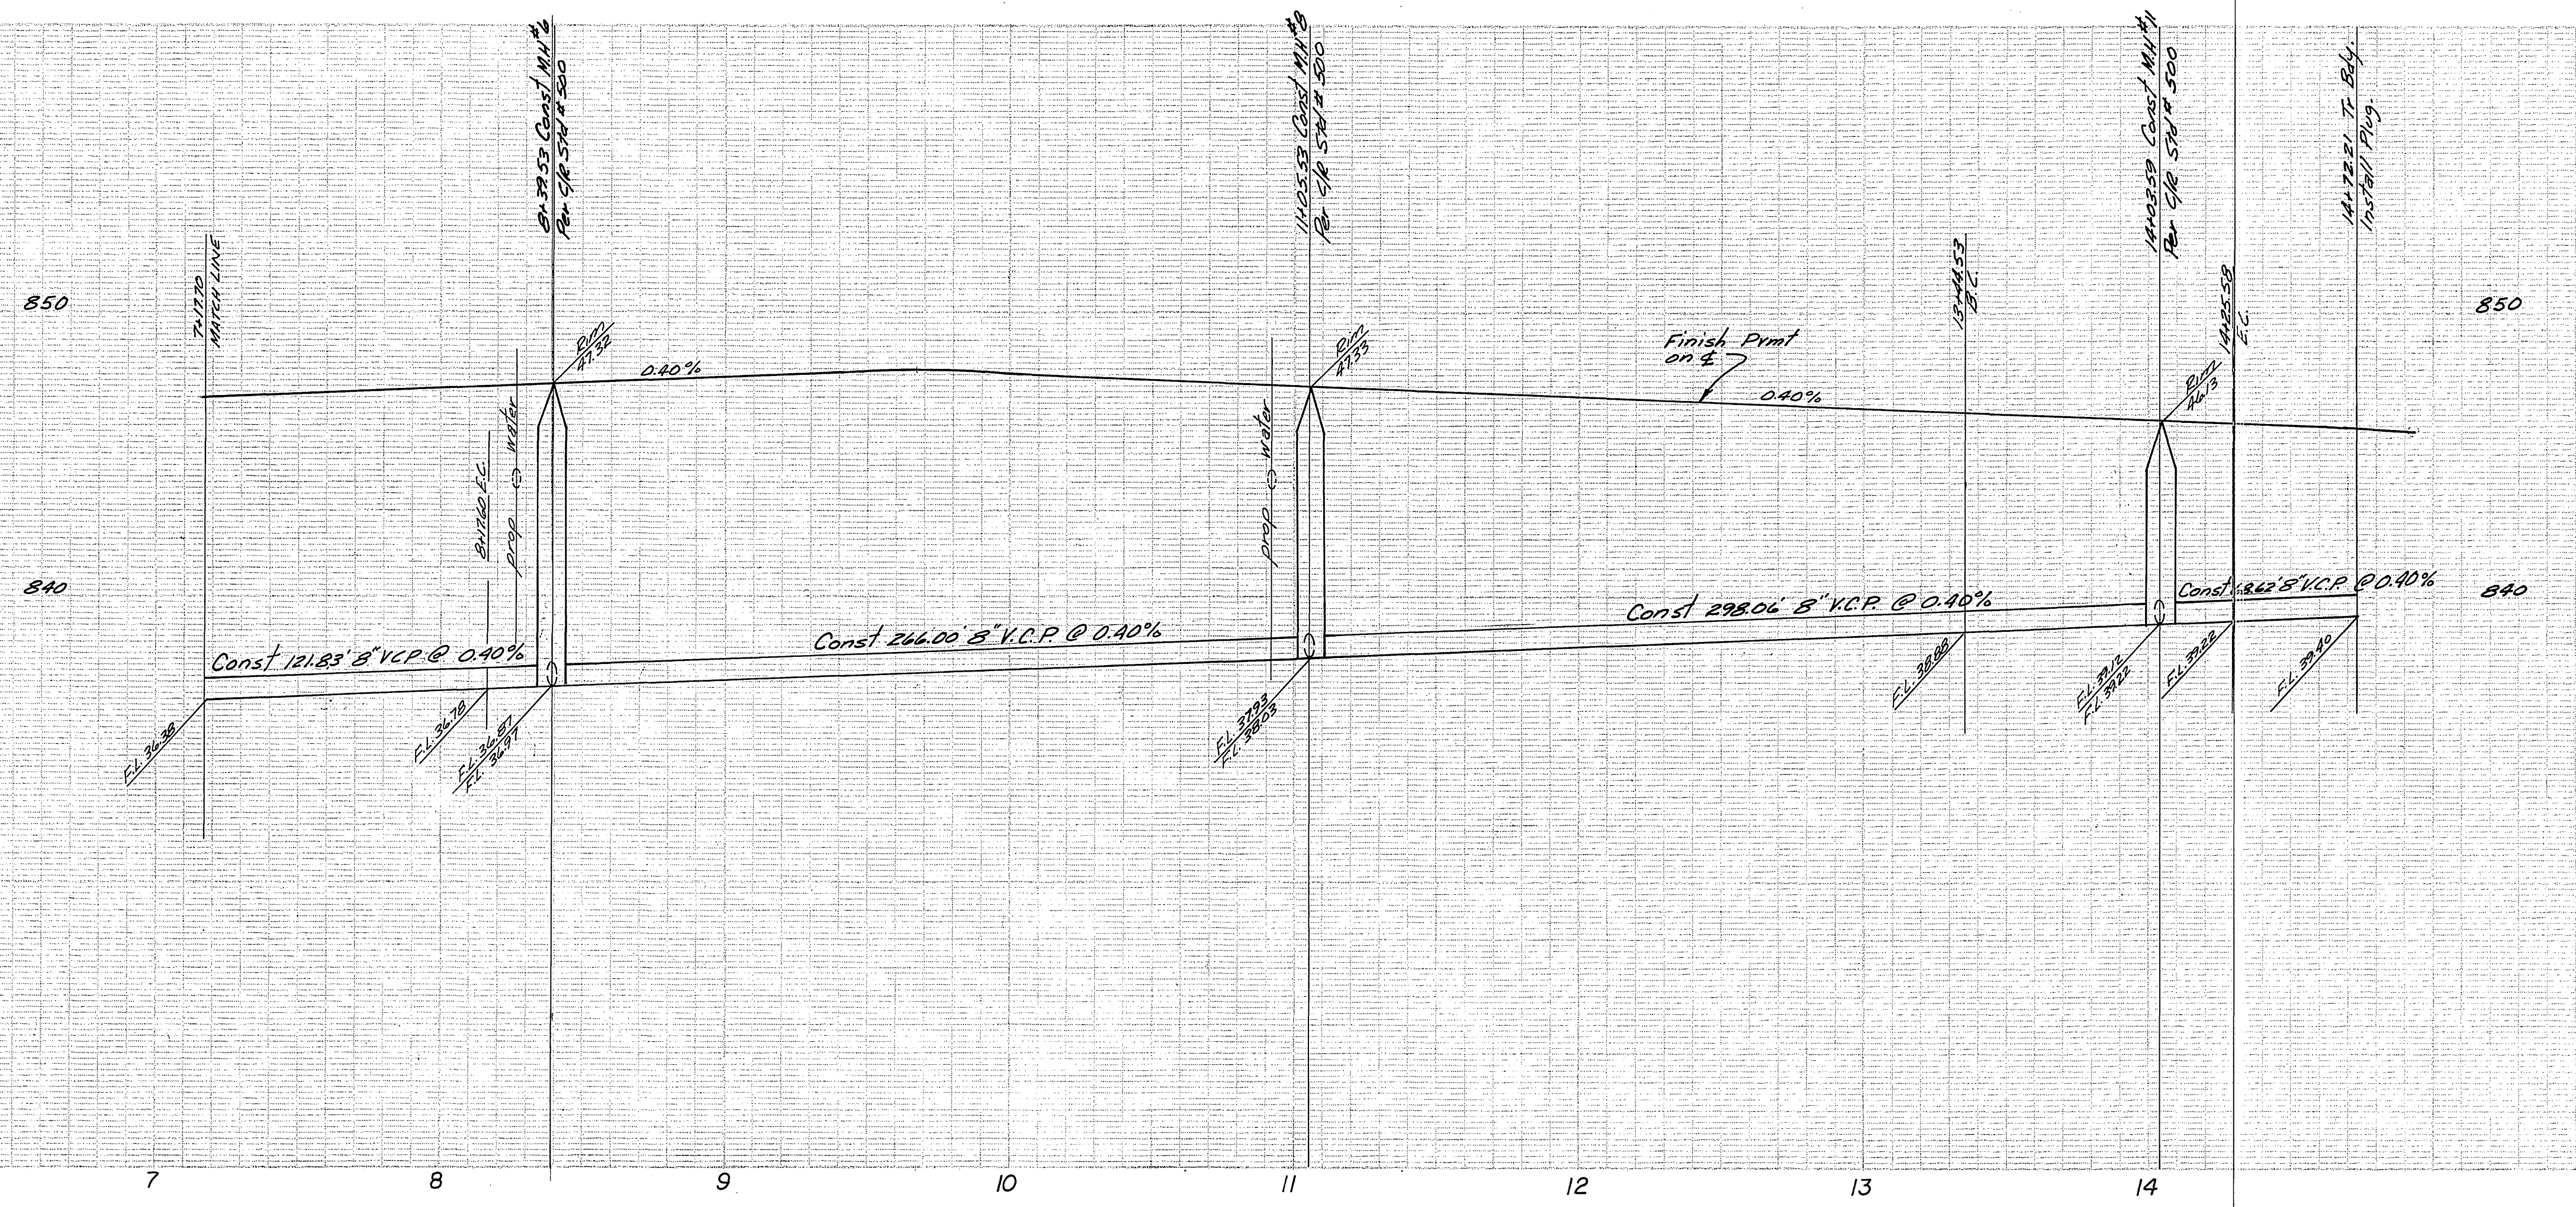 8+39.53 Const M.H #6
Per C/R Std # 500
11+05.53 Const M.H. #8
Per C/R Std # 500
14+03.59 Const M.H #11
Per C/R Std # 500
14+72.21 Tr Bdy.
Install Plug.
7+17.70
MATCH LINE
13+44.53
B.C.
14+25.58
E.C.
850
850
Rim
47.32
Rim
47.33
Rim
46.13
Finish Pvmt
on ℄
0.40%
0.40%
8+17.60 E.C.
prop water
prop water
840
840
Const 121.83' 8" V.C.P. @ 0.40%
Const 266.00' 8" V.C.P. @ 0.40%
Const 298.06' 8" V.C.P. @ 0.40%
Const 68.62' 8" V.C.P. @ 0.40%
F.L. 36.38
F.L. 36.78
F.L. 36.87
F.L. 36.97
F.L. 37.93
F.L. 38.03
F.L. 38.88
F.L. 39.12
F.L. 39.22
F.L. 39.22
F.L. 39.40
7 8 9 10 11 12 13 14